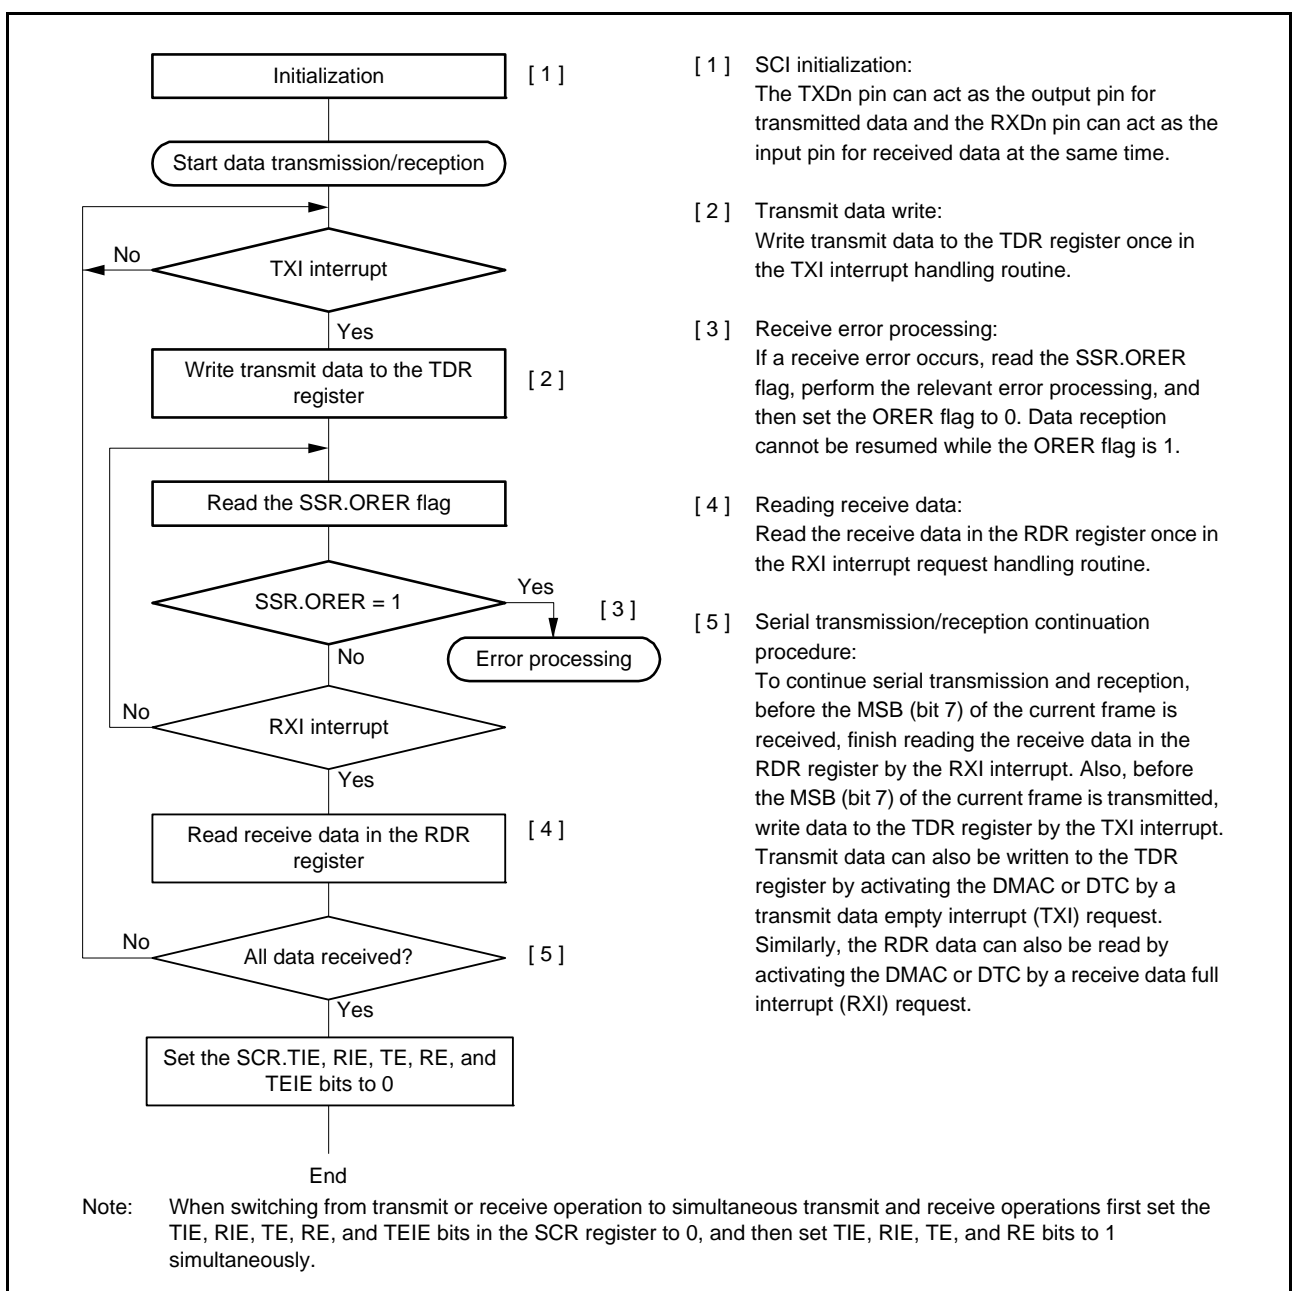 Initialization
[ 1 ]
Start data transmission/reception
No
TXI interrupt
Yes
Write transmit data to the TDR
register
[ 2 ]
Read the SSR.ORER flag
SSR.ORER = 1
Yes
[ 3 ]
Error processing
No
No
RXI interrupt
Yes
Read receive data in the RDR
register
[ 4 ]
No
All data received?
[ 5 ]
Yes
Set the SCR.TIE, RIE, TE, RE, and
TEIE bits to 0
End
[ 1 ] SCI initialization:
The TXDn pin can act as the output pin for
transmitted data and the RXDn pin can act as the
input pin for received data at the same time.
[ 2 ] Transmit data write:
Write transmit data to the TDR register once in
the TXI interrupt handling routine.
[ 3 ] Receive error processing:
If a receive error occurs, read the SSR.ORER
flag, perform the relevant error processing, and
then set the ORER flag to 0. Data reception
cannot be resumed while the ORER flag is 1.
[ 4 ] Reading receive data:
Read the receive data in the RDR register once in
the RXI interrupt request handling routine.
[ 5 ] Serial transmission/reception continuation
procedure:
To continue serial transmission and reception,
before the MSB (bit 7) of the current frame is
received, finish reading the receive data in the
RDR register by the RXI interrupt. Also, before
the MSB (bit 7) of the current frame is transmitted,
write data to the TDR register by the TXI interrupt.
Transmit data can also be written to the TDR
register by activating the DMAC or DTC by a
transmit data empty interrupt (TXI) request.
Similarly, the RDR data can also be read by
activating the DMAC or DTC by a receive data full
interrupt (RXI) request.
Note: When switching from transmit or receive operation to simultaneous transmit and receive operations first set the
TIE, RIE, TE, RE, and TEIE bits in the SCR register to 0, and then set TIE, RIE, TE, and RE bits to 1
simultaneously.